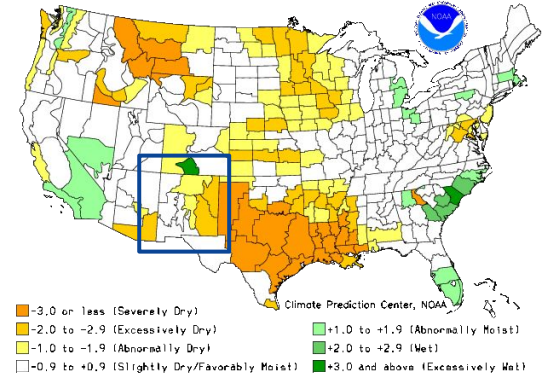 NOAA
Climate Prediction Center, NOAA
-3.0 or less (Severely Dry)
-2.0 to -2.9 (Excessively Dry)
-1.0 to -1.9 (Abnormally Dry)
-0.9 to +0.9 (Slightly Dry/Favorably Moist)
+1.0 to +1.9 (Abnormally Moist)
+2.0 to +2.9 (Wet)
+3.0 and above (Excessively Wet)